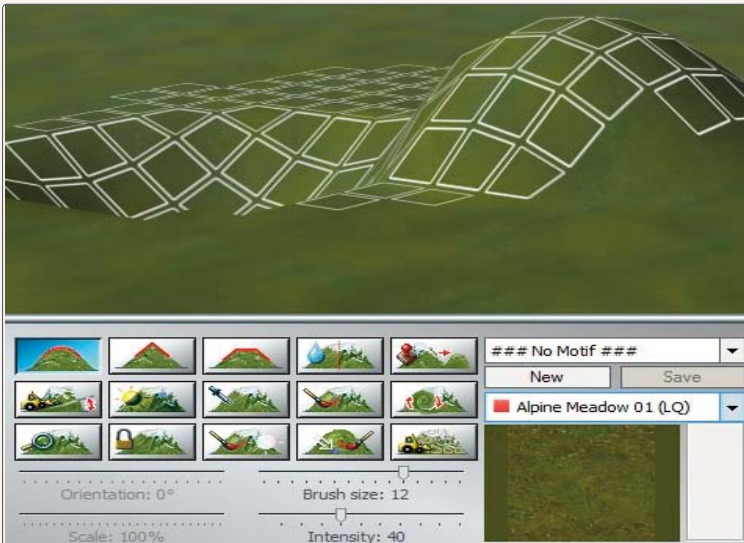 ### No Motif ###
New Save
Alpine Meadow 01 (LQ)
Orientation: 0° Brush size: 12
Scale: 100% Intensity: 40